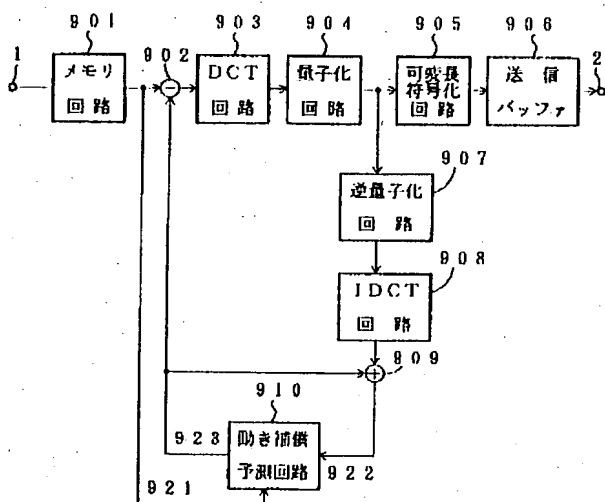 901
902
903
904
905
906
1
メモリ
回路
DCT
回路
量子化
回路
可変長
符号化
回路
送信
バッファ
2
907
逆量子化
回路
908
IDCT
回路
909
910
動き補償
予測回路
923
922
921